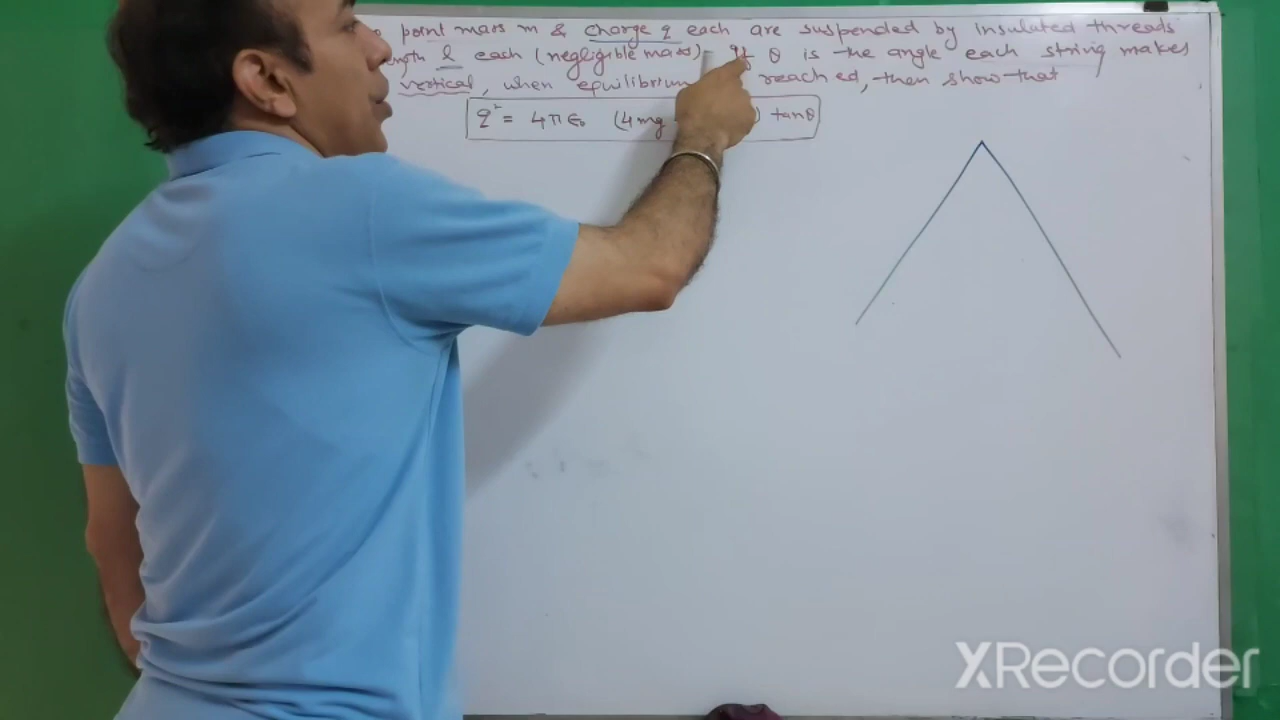 point mass m & charge q each are suspended by insulated threads
l each (negligible mass). If θ is the angle each string makes
vertical, when equilibrium reached, then show that
q² = 4πϵ₀ (4mg ) tanθ
XRecorder